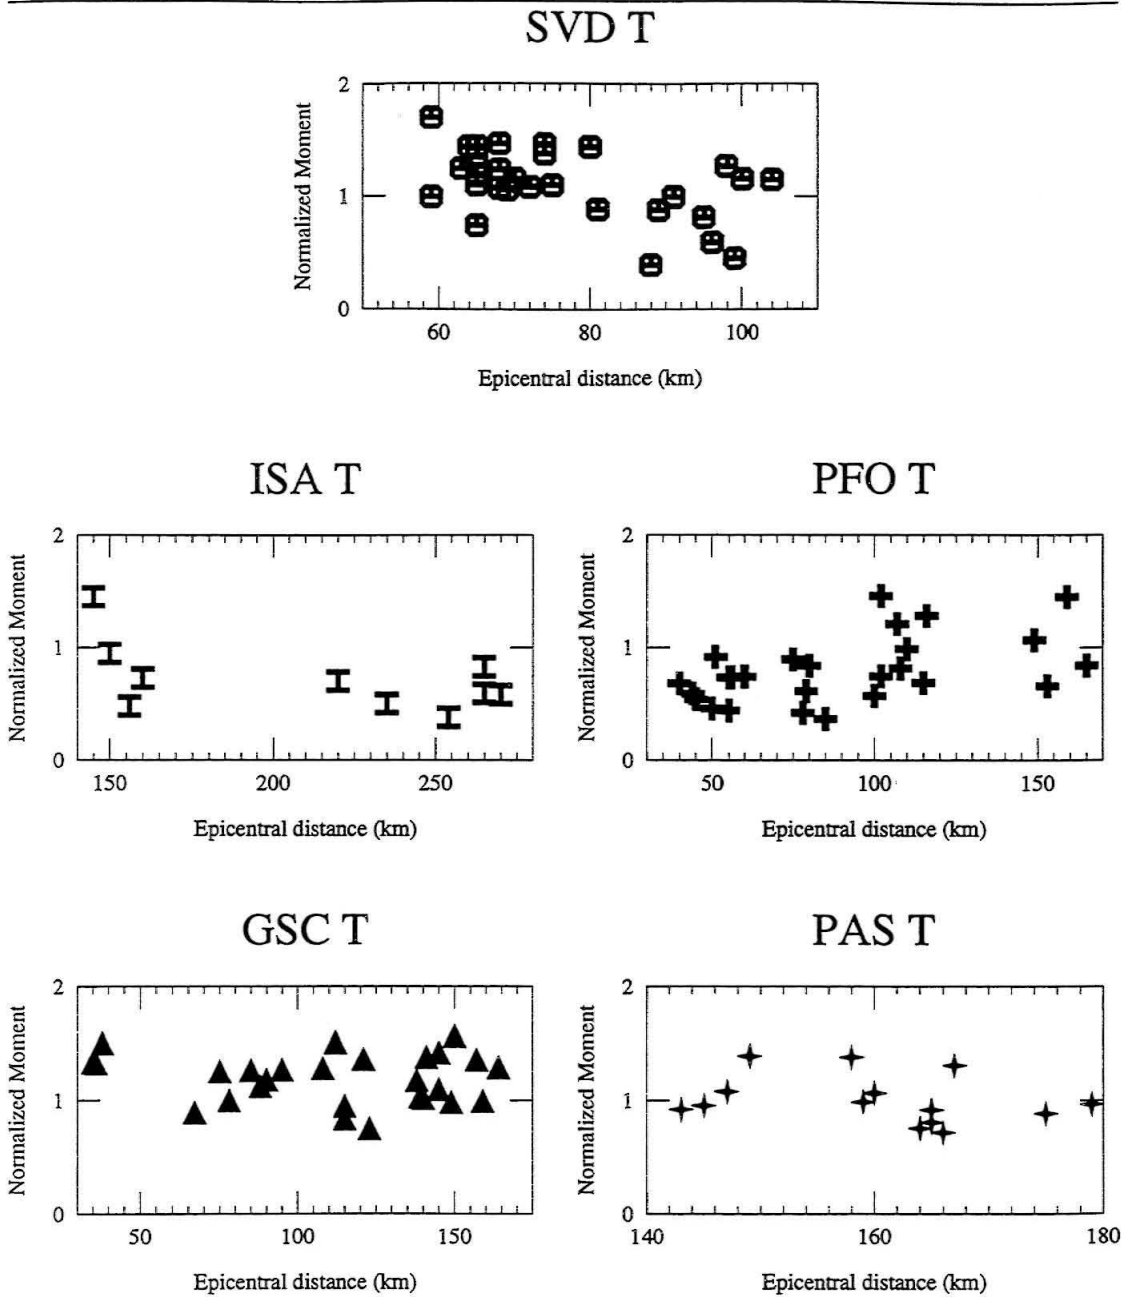 SVD T
2
1
0
Normalized Moment
60 80 100
Epicentral distance (km)
ISA T
2
1
0
Normalized Moment
150 200 250
Epicentral distance (km)
PFO T
2
1
0
Normalized Moment
50 100 150
Epicentral distance (km)
GSC T
2
1
0
Normalized Moment
50 100 150
Epicentral distance (km)
PAS T
2
1
0
Normalized Moment
140 160 180
Epicentral distance (km)